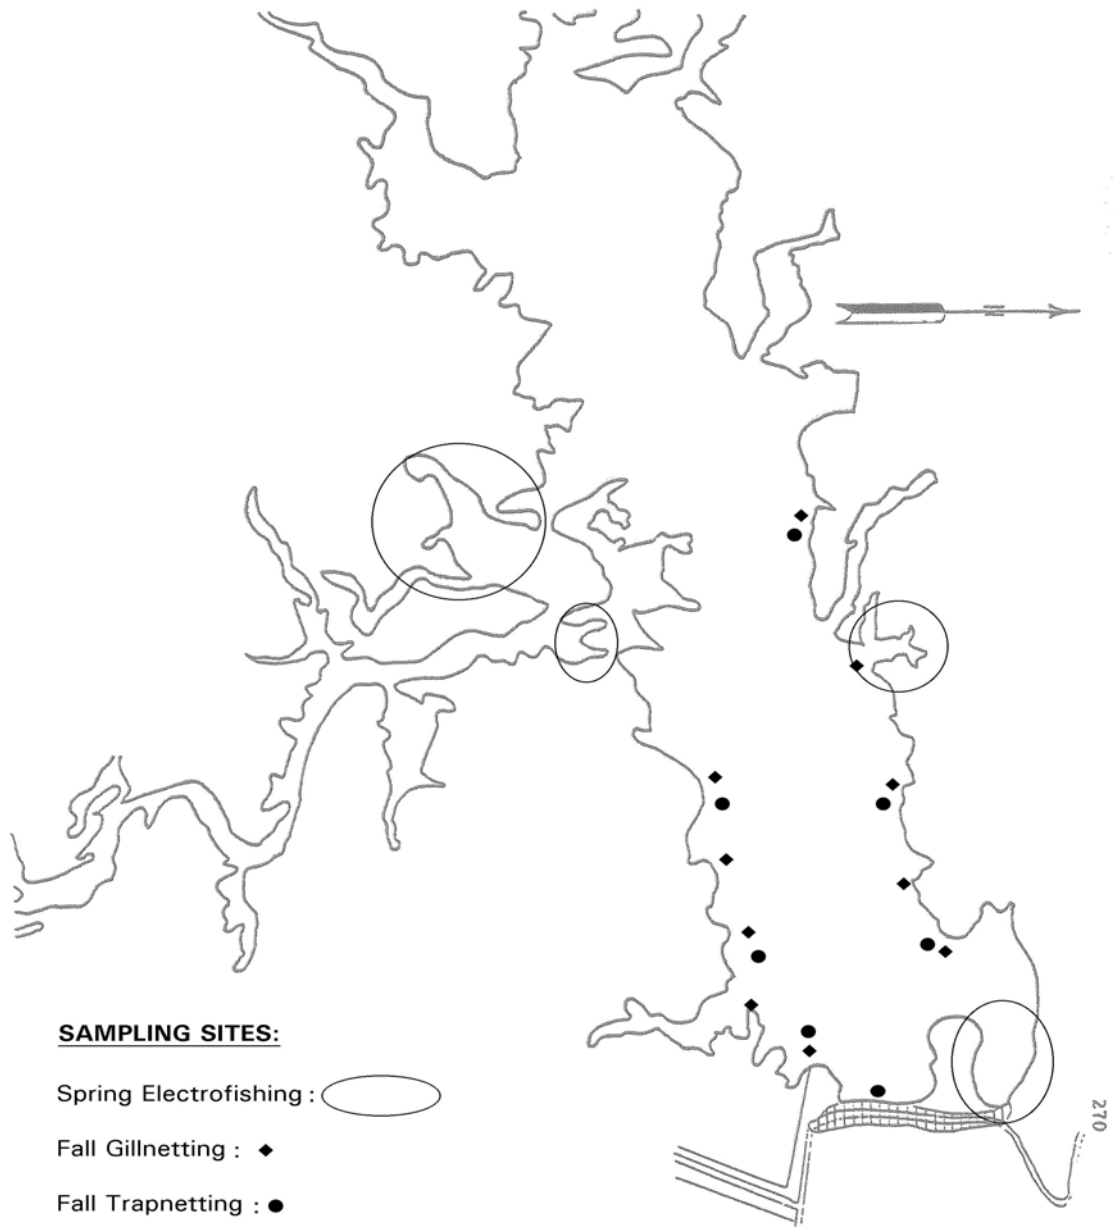 N
SAMPLING SITES:
Spring Electrofishing :
Fall Gillnetting :
Fall Trapnetting :
270